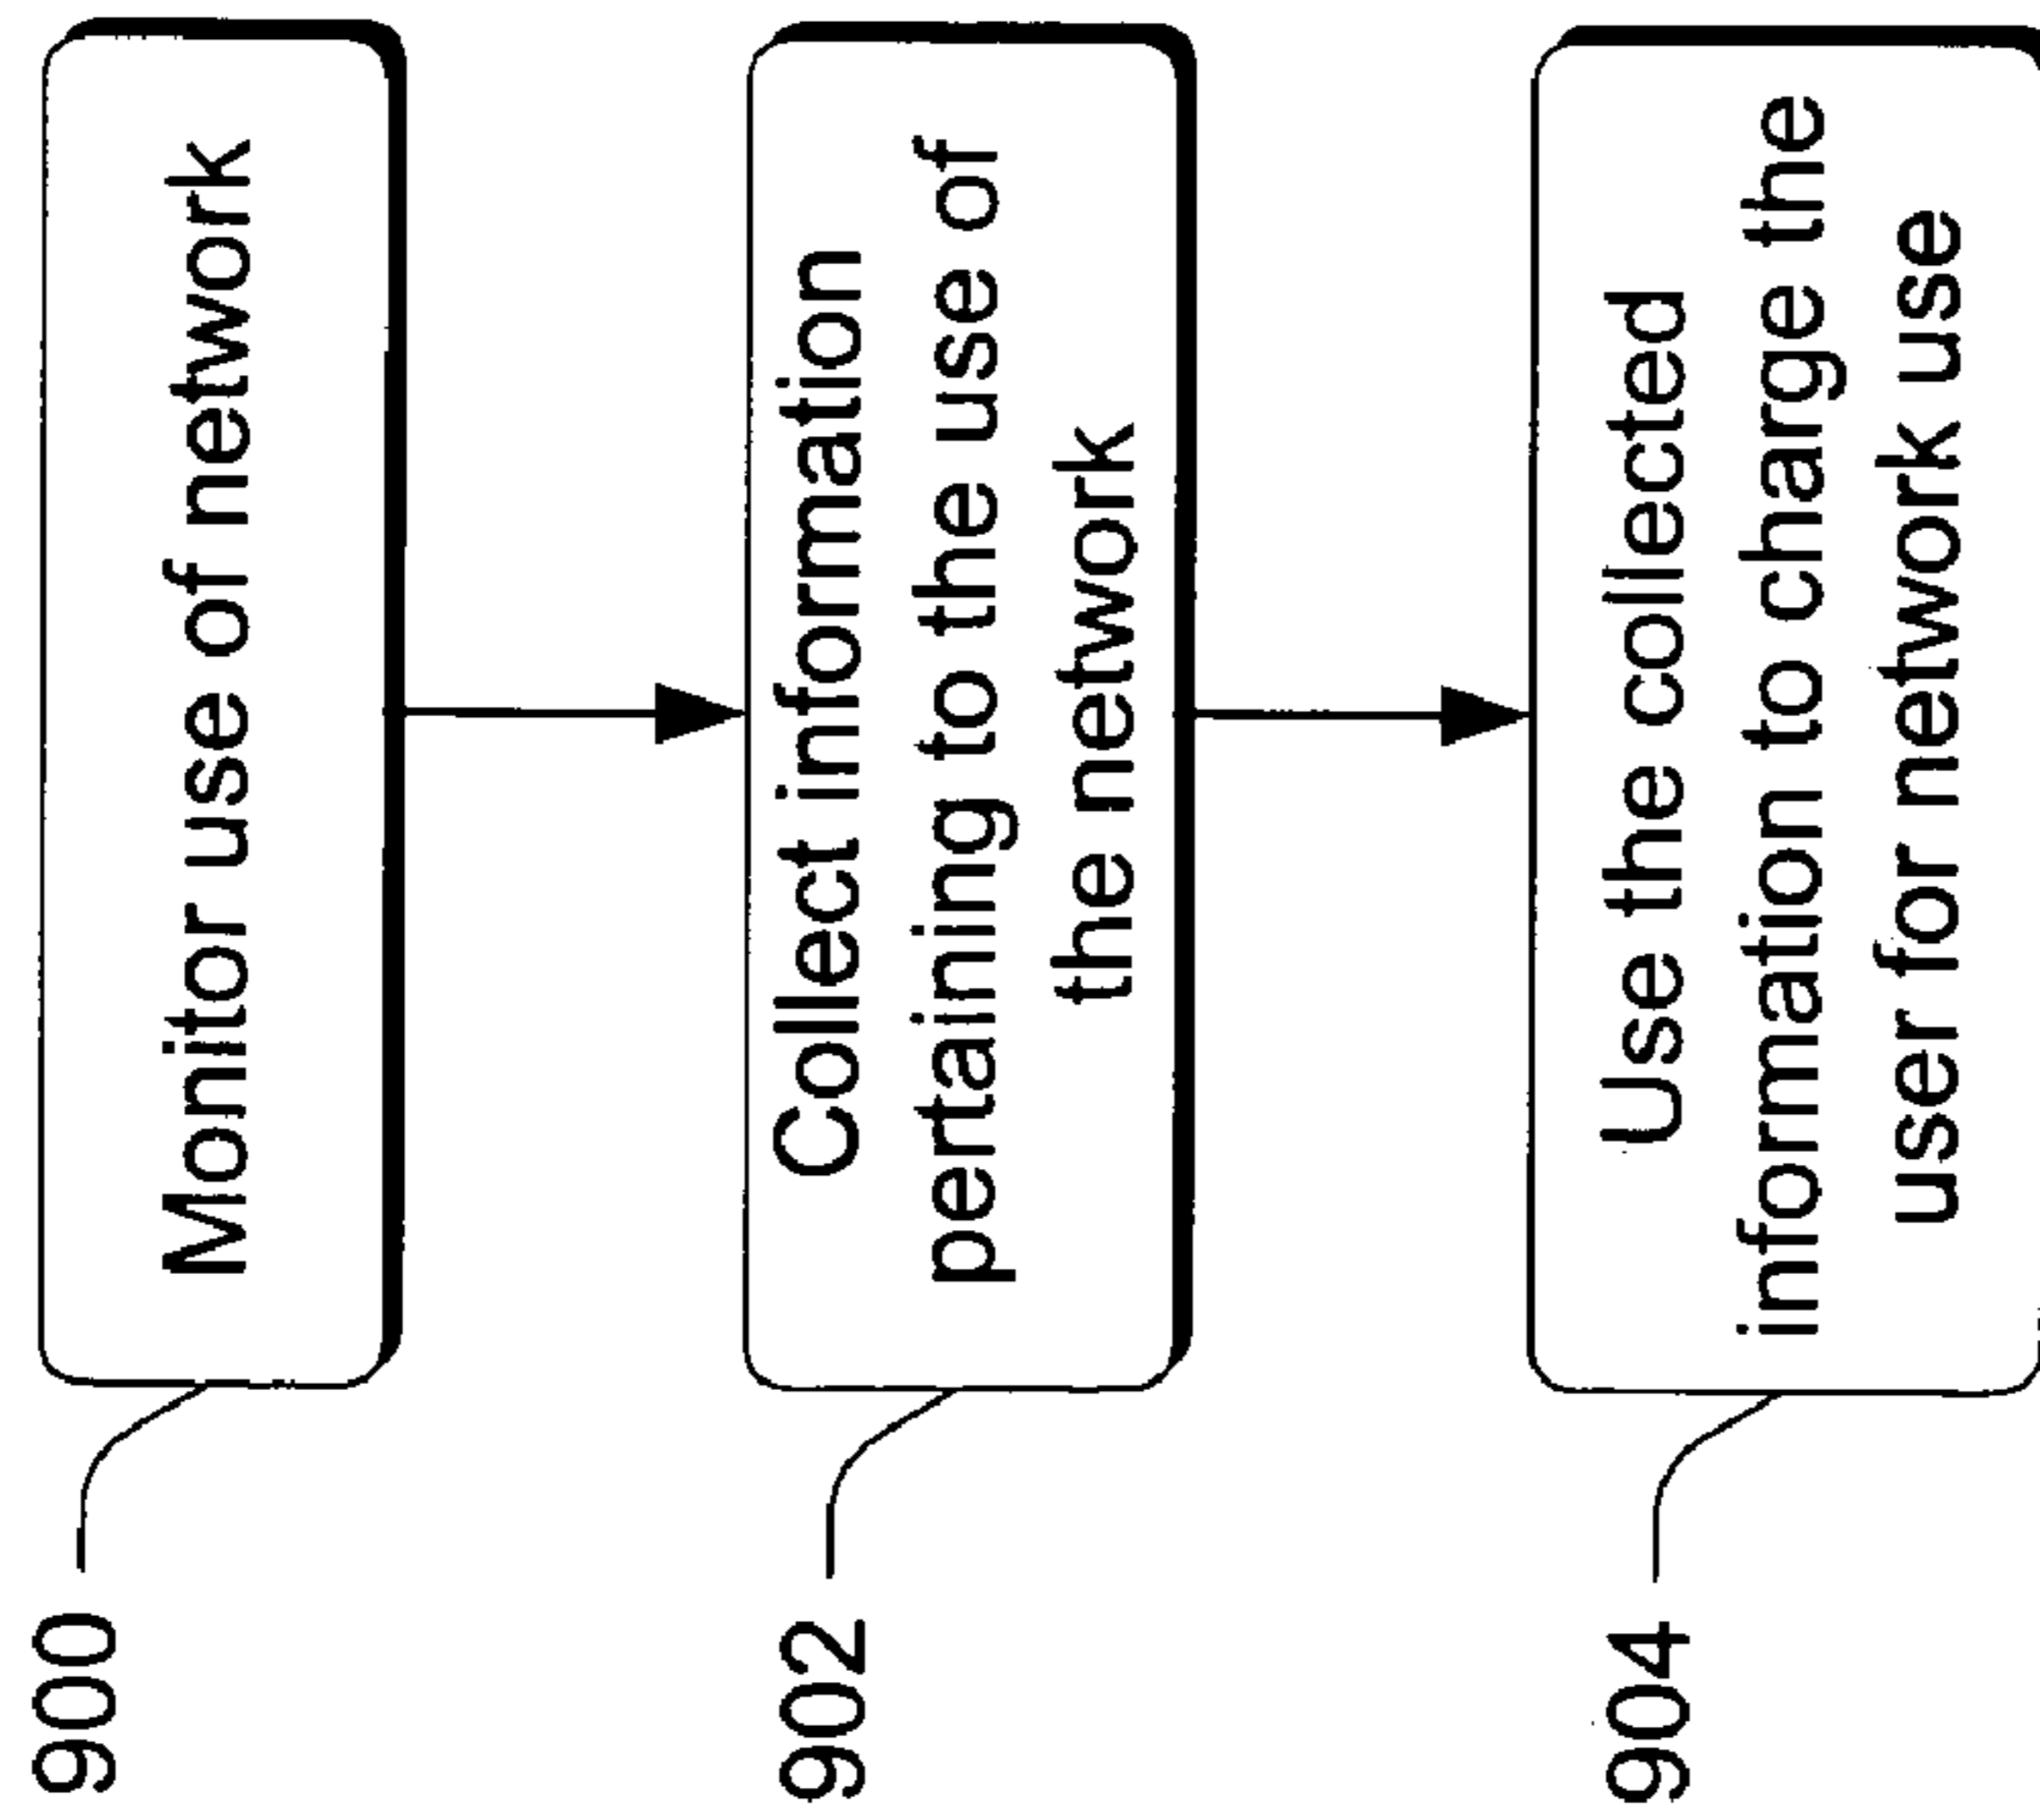 900
Monitor use of network
902
Collect information
pertaining to the use of
the network
904
Use the collected
information to charge the
user for network use